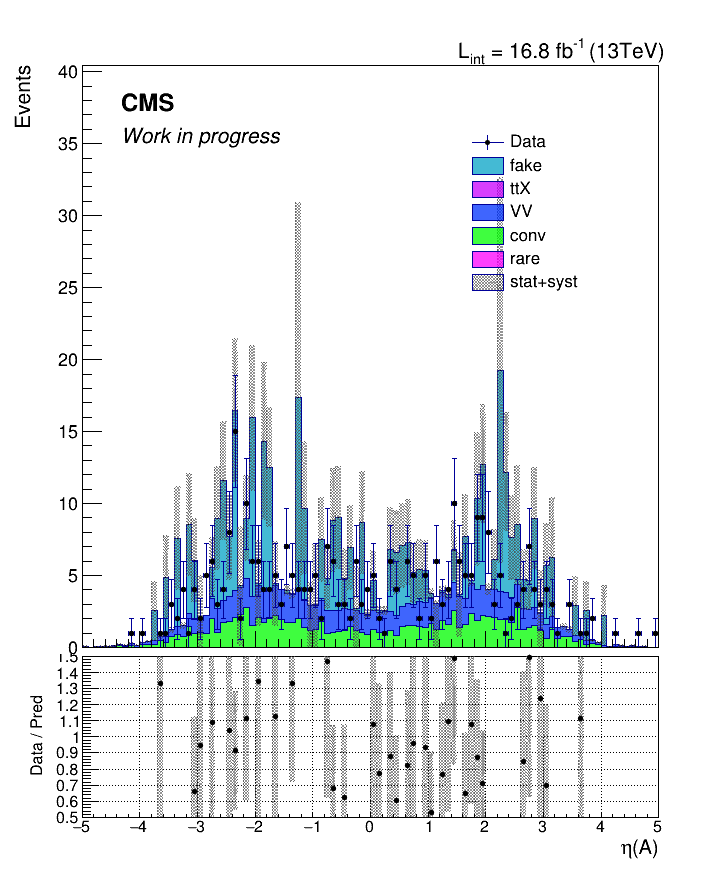 L_int = 16.8 fb^-1 (13TeV)
Events
40
35
30
25
20
15
10
5
0
CMS
Work in progress
Data
fake
ttX
VV
conv
rare
stat+syst
Data / Pred
1.5
1.4
1.3
1.2
1.1
1
0.9
0.8
0.7
0.6
0.5
−5 −4 −3 −2 −1 0 1 2 3 4 5
η(A)